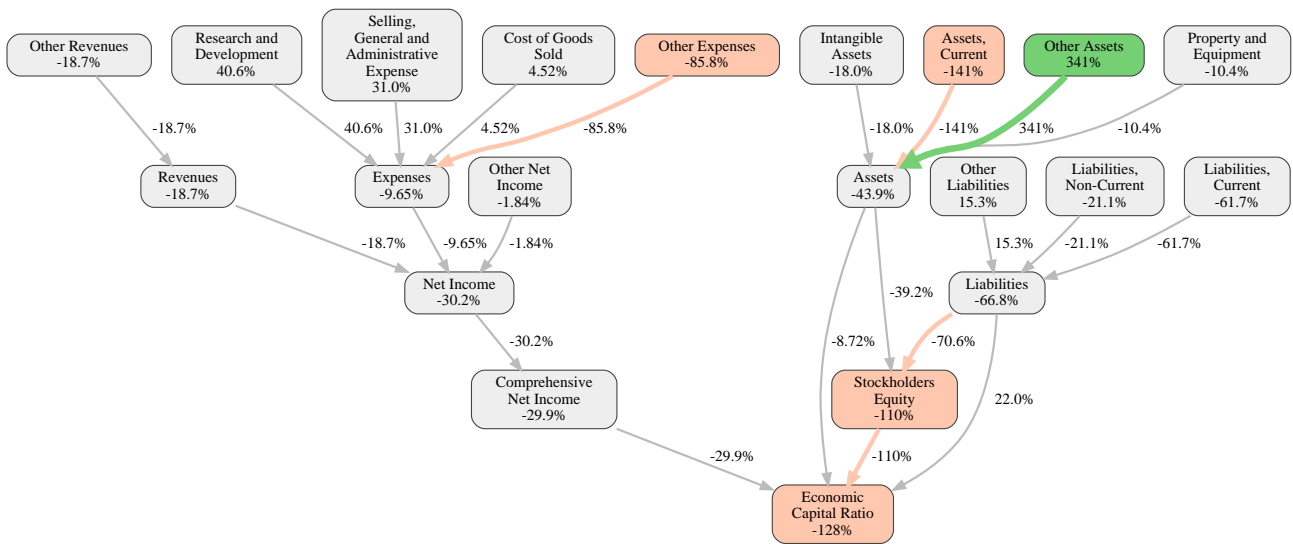 Other Revenues
-18.7%
Research and
Development
40.6%
Selling,
General and
Administrative
Expense
31.0%
Cost of Goods
Sold
4.52%
Other Expenses
-85.8%
Intangible
Assets
-18.0%
Assets,
Current
-141%
Other Assets
341%
Property and
Equipment
-10.4%
-18.7%
40.6%
31.0%
4.52%
-85.8%
-18.0%
-141%
341%
-10.4%
Revenues
-18.7%
Expenses
-9.65%
Other Net
Income
-1.84%
Assets
-43.9%
Other
Liabilities
15.3%
Liabilities,
Non-Current
-21.1%
Liabilities,
Current
-61.7%
-18.7%
-9.65%
-1.84%
15.3%
-21.1%
-61.7%
Net Income
-30.2%
-39.2%
Liabilities
-66.8%
-30.2%
-8.72%
-70.6%
Comprehensive
Net Income
-29.9%
Stockholders
Equity
-110%
22.0%
-29.9%
-110%
Economic
Capital Ratio
-128%